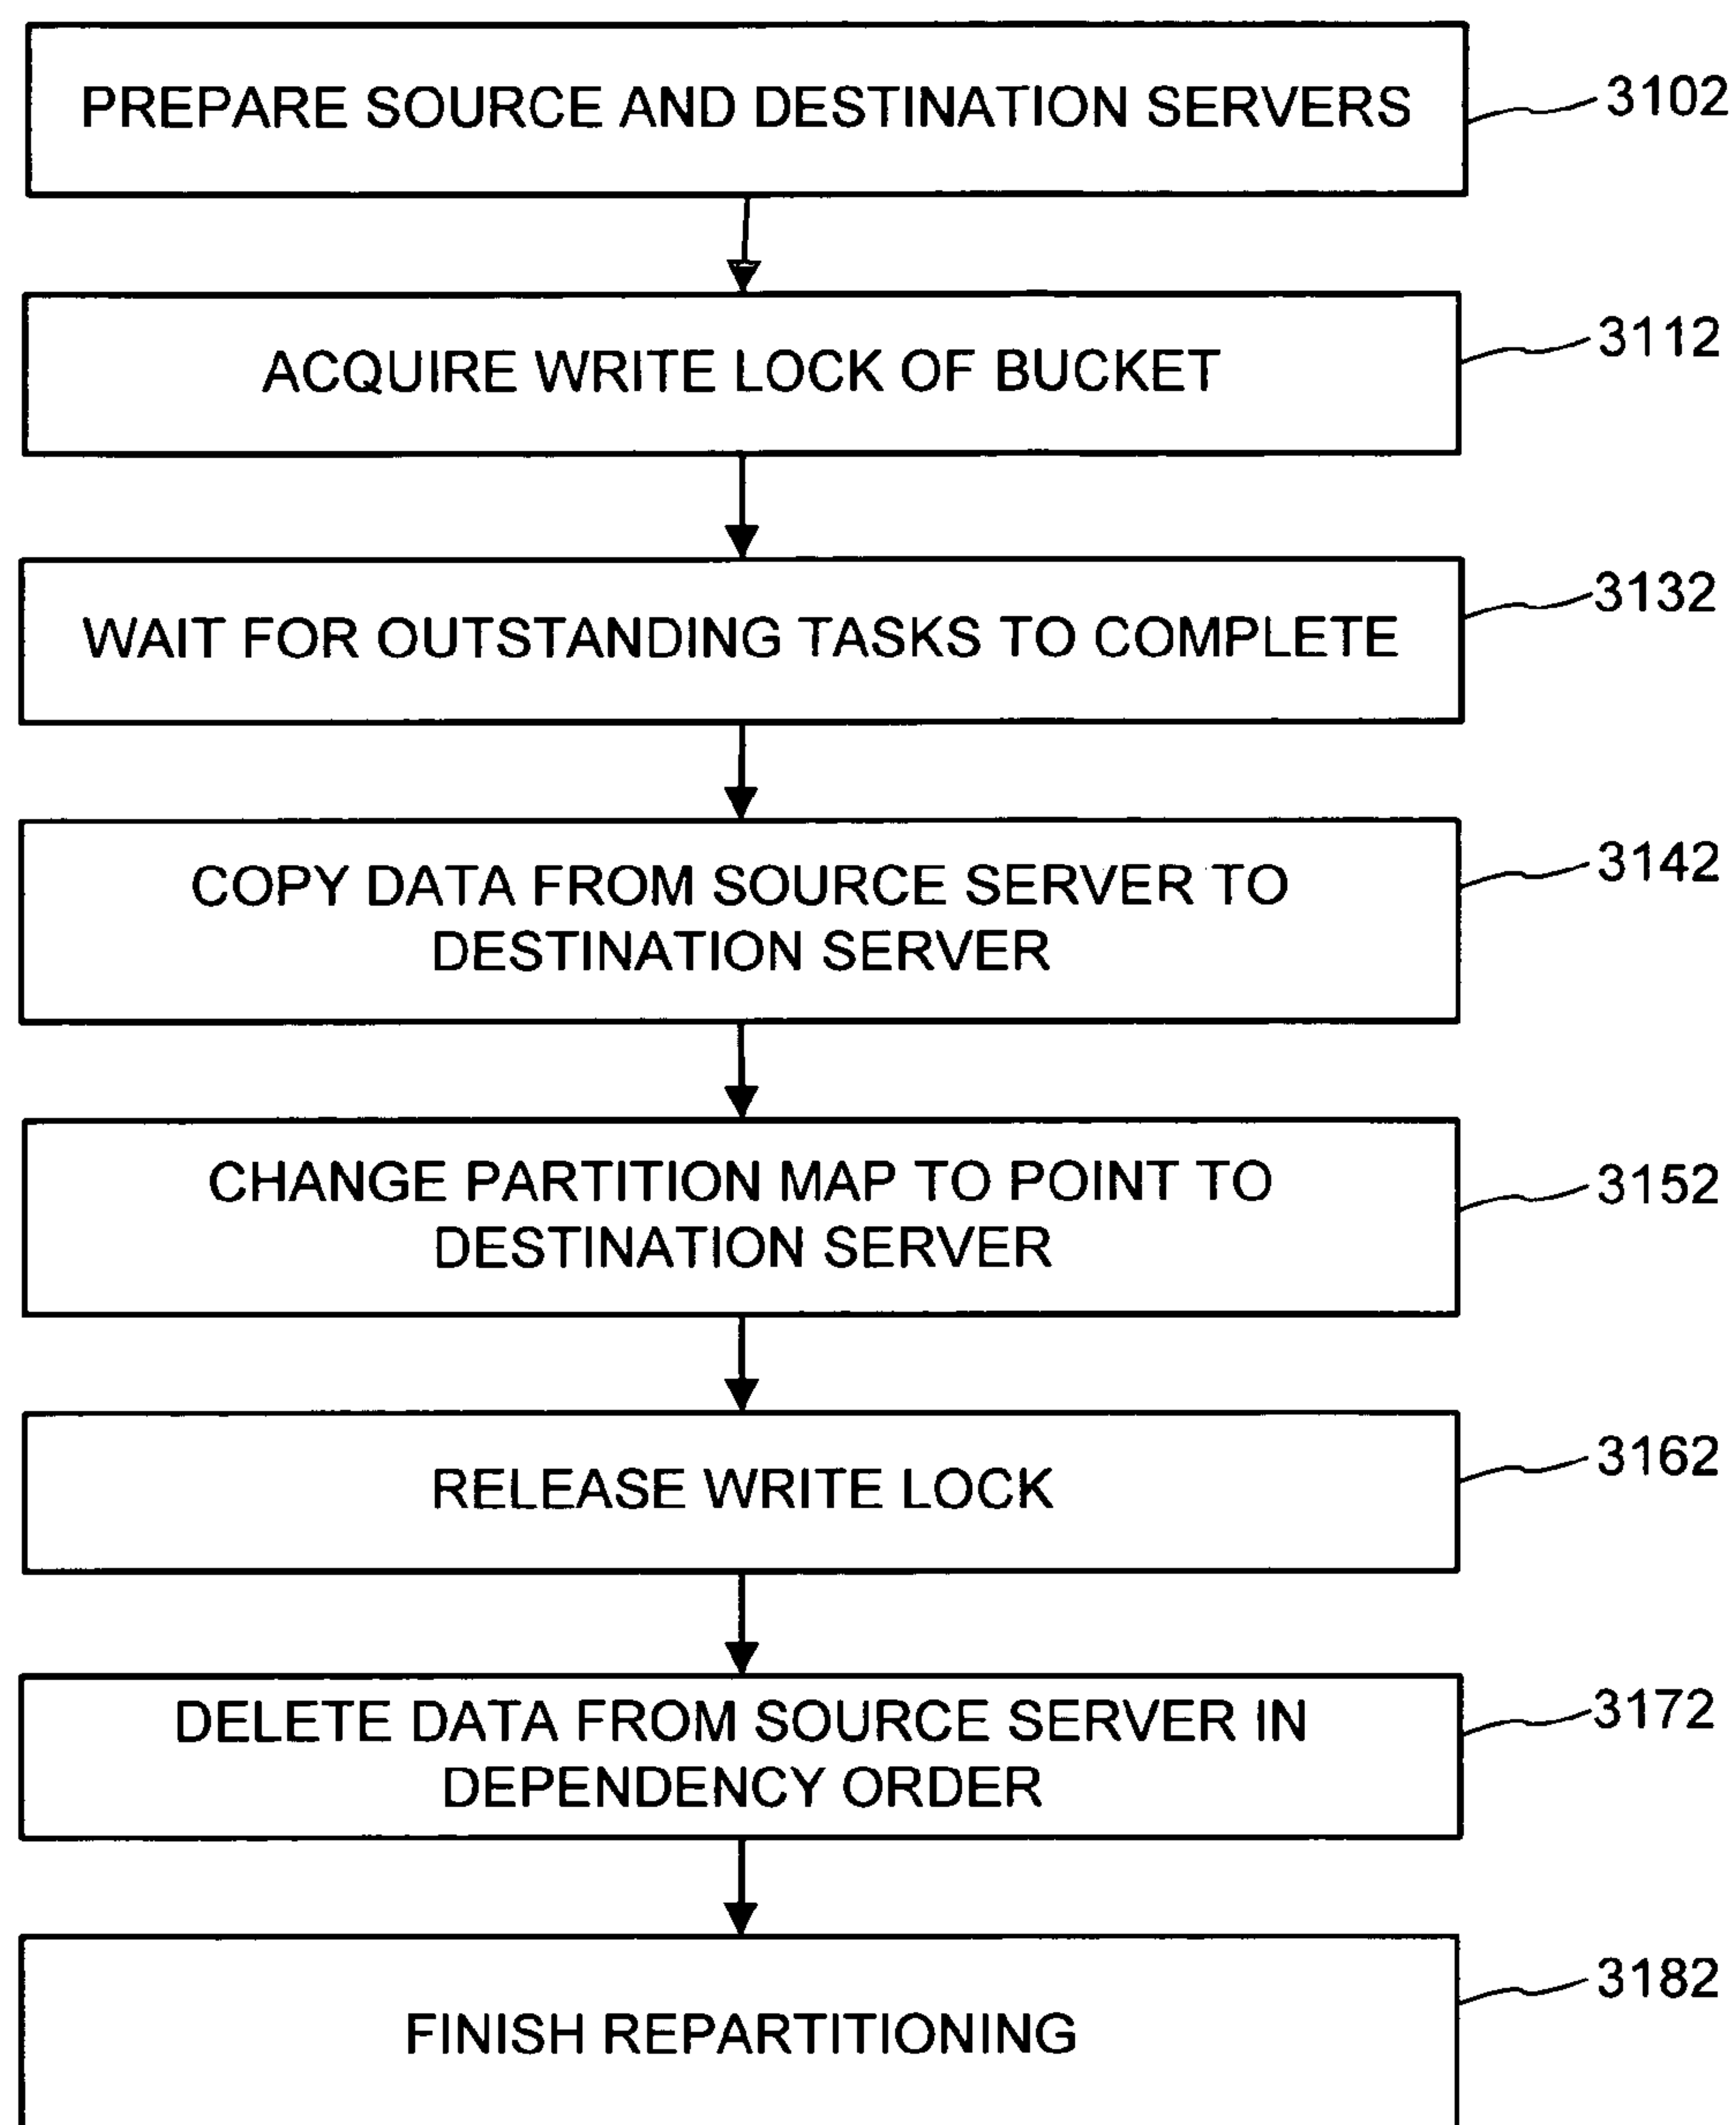 PREPARE SOURCE AND DESTINATION SERVERS
3102
ACQUIRE WRITE LOCK OF BUCKET
3112
WAIT FOR OUTSTANDING TASKS TO COMPLETE
3132
COPY DATA FROM SOURCE SERVER TO
DESTINATION SERVER
3142
CHANGE PARTITION MAP TO POINT TO
DESTINATION SERVER
3152
RELEASE WRITE LOCK
3162
DELETE DATA FROM SOURCE SERVER IN
DEPENDENCY ORDER
3172
FINISH REPARTITIONING
3182